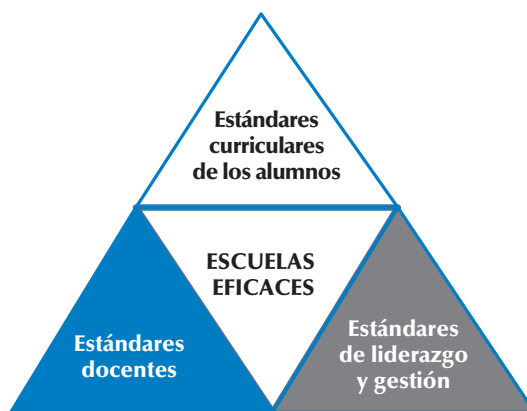 Estándares
curriculares
de los alumnos
ESCUELAS
EFICACES
Estándares
docentes
Estándares
de liderazgo
y gestión